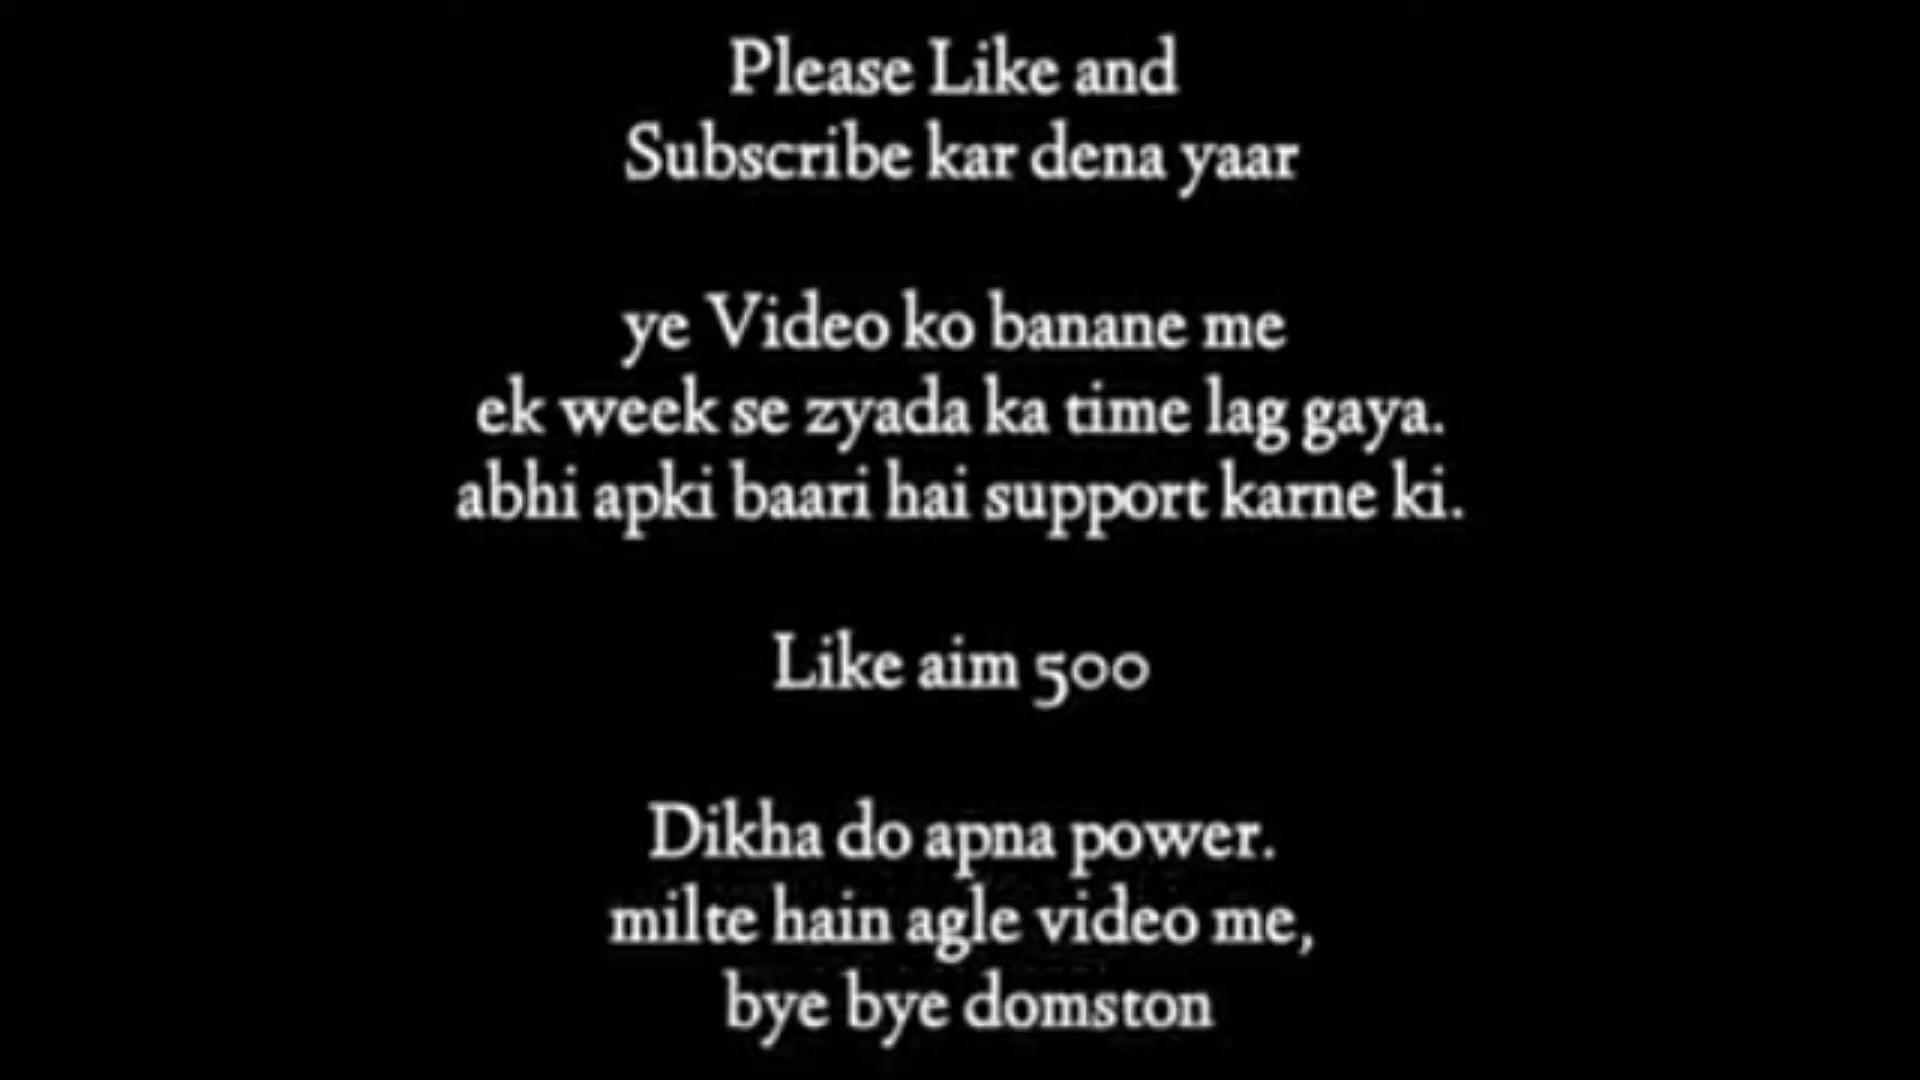 Please Like and
Subscribe kar dena yaar
ye Video ko banane me
ek week se zyada ka time lag gaya.
abhi apki baari hai support karne ki.
Like aim 500
Dikha do apna power.
milte hain agle video me,
bye bye domston